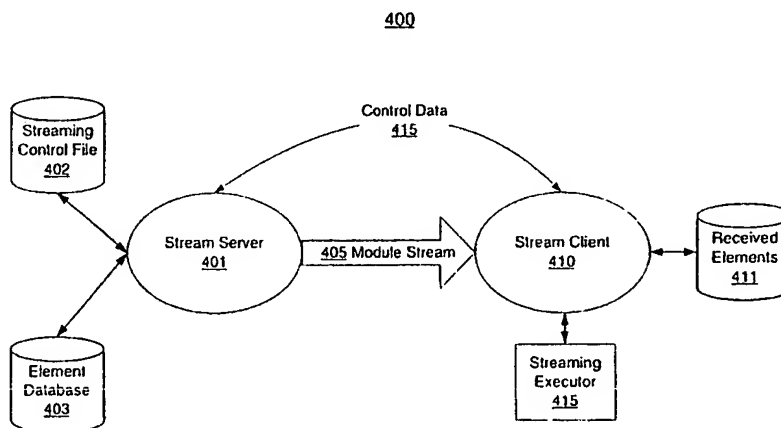 400
Streaming
Control File
402
Control Data
415
Stream Server
401
405 Module Stream
Stream Client
410
Received
Elements
411
Element
Database
403
Streaming
Executor
415